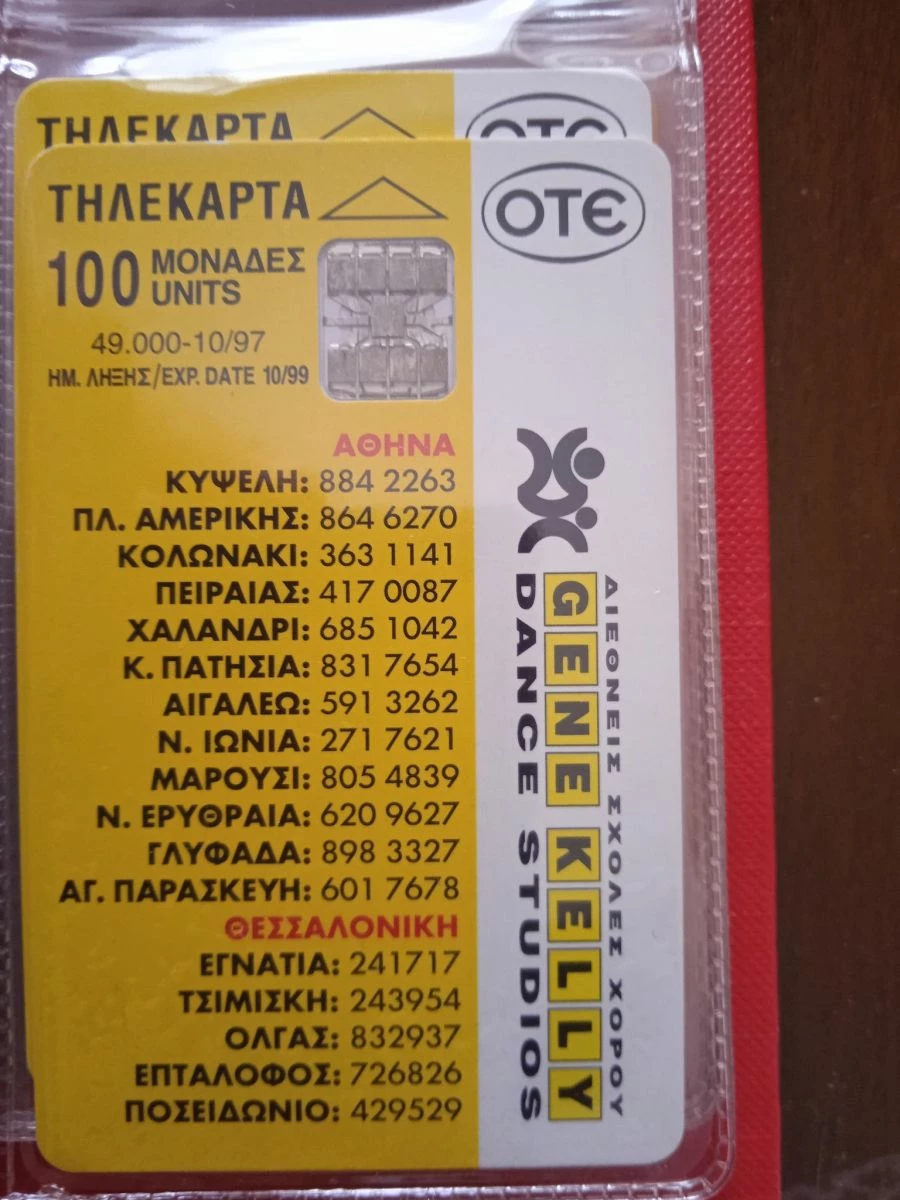 ΤΗΛΕΚΑΡΤΑ
ΟΤΕ
ΤΗΛΕΚΑΡΤΑ
ΟΤЄ
100 ΜΟΝΑΔΕΣ
UNITS
49.000-10/97
ΗΜ. ΛΗΞΗΣ/EXP. DATE 10/99
ΑΘΗΝΑ
ΚΥΨΕΛΗ: 884 2263
ΠΛ. ΑΜΕΡΙΚΗΣ: 864 6270
ΚΟΛΩΝΑΚΙ: 363 1141
ΠΕΙΡΑΙΑΣ: 417 0087
ΧΑΛΑΝΔΡΙ: 685 1042
Κ. ΠΑΤΗΣΙΑ: 831 7654
ΑΙΓΑΛΕΩ: 591 3262
Ν. ΙΩΝΙΑ: 271 7621
ΜΑΡΟΥΣΙ: 805 4839
Ν. ΕΡΥΘΡΑΙΑ: 620 9627
ΓΛΥΦΑΔΑ: 898 3327
ΑΓ. ΠΑΡΑΣΚΕΥΗ: 601 7678
ΘΕΣΣΑΛΟΝΙΚΗ
ΕΓΝΑΤΙΑ: 241717
ΤΣΙΜΙΣΚΗ: 243954
ΟΛΓΑΣ: 832937
ΕΠΤΑΛΟΦΟΣ: 726826
ΠΟΣΕΙΔΩΝΙΟ: 429529
ΔΙΕΘΝΕΙΣ ΣΧΟΛΕΣ ΧΟΡΟΥ
GENE KELLY
DANCE STUDIOS